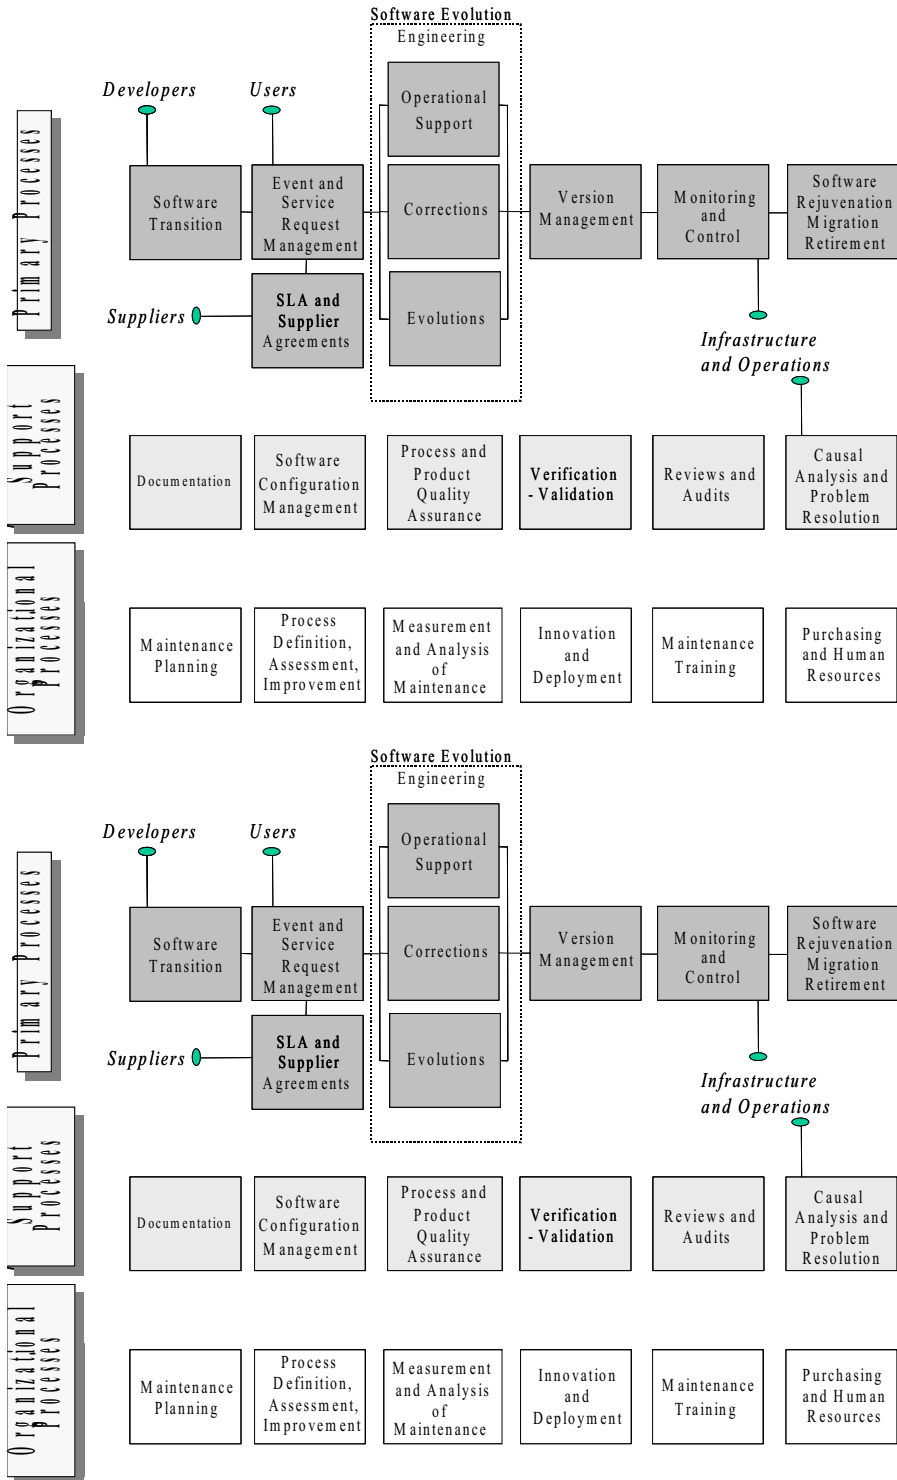 Software Evolution
Engineering
Developers
Users
Operational
Support
Primary Processes
Software
Transition
Event and
Service
Request
Management
Corrections
Version
Management
Monitoring
and
Control
Software
Rejuvenation
Migration
Retirement
Suppliers
SLA and
Supplier
Agreements
Evolutions
Infrastructure
and Operations
Support
Processes
Documentation
Software
Configuration
Management
Process and
Product
Quality
Assurance
Verification
- Validation
Reviews and
Audits
Causal
Analysis and
Problem
Resolution
Organizational
Processes
Maintenance
Planning
Process
Definition,
Assessment,
Improvement
Measurement
and Analysis
of
Maintenance
Innovation
and
Deployment
Maintenance
Training
Purchasing
and Human
Resources
Software Evolution
Engineering
Developers
Users
Operational
Support
Primary Processes
Software
Transition
Event and
Service
Request
Management
Corrections
Version
Management
Monitoring
and
Control
Software
Rejuvenation
Migration
Retirement
Suppliers
SLA and
Supplier
Agreements
Evolutions
Infrastructure
and Operations
Support
Processes
Documentation
Software
Configuration
Management
Process and
Product
Quality
Assurance
Verification
- Validation
Reviews and
Audits
Causal
Analysis and
Problem
Resolution
Organizational
Processes
Maintenance
Planning
Process
Definition,
Assessment,
Improvement
Measurement
and Analysis
of
Maintenance
Innovation
and
Deployment
Maintenance
Training
Purchasing
and Human
Resources